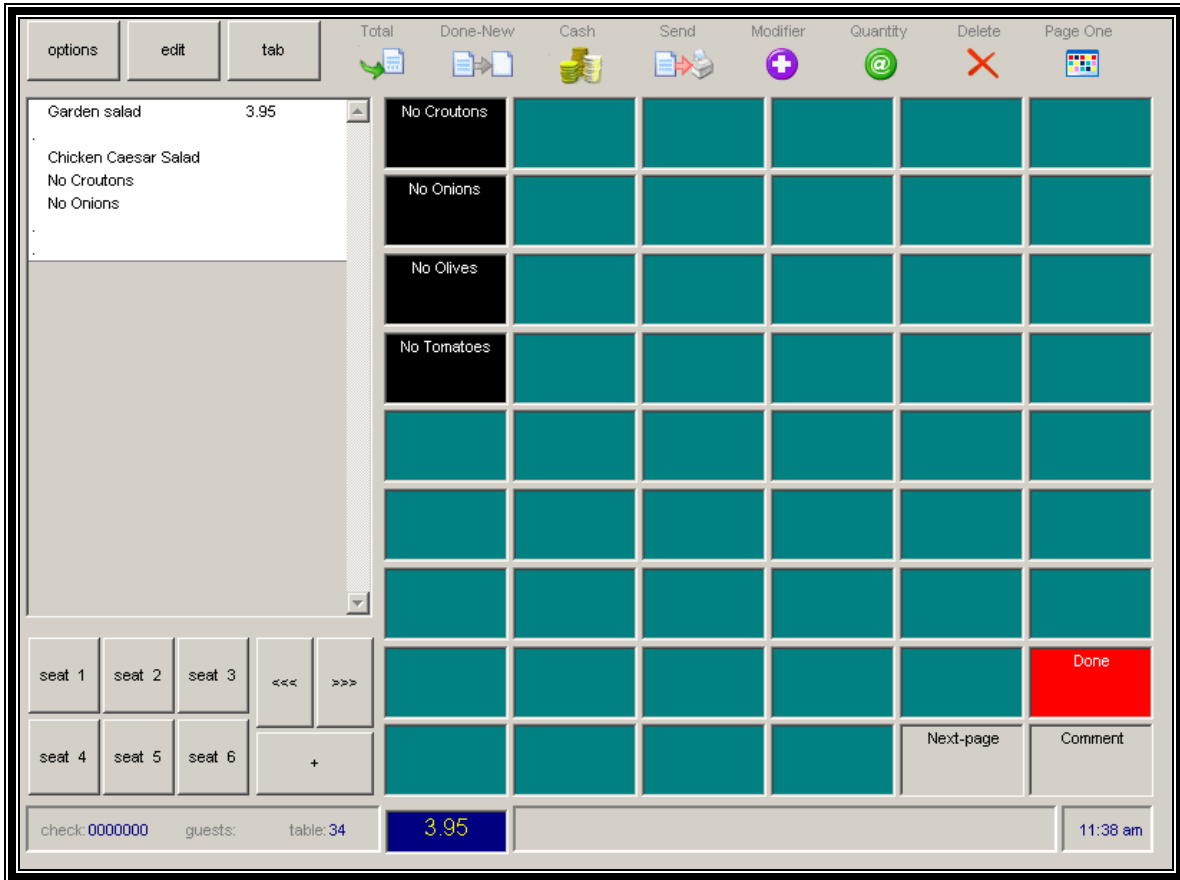 options edit tab
Total Done-New Cash Send Modifier Quantity Delete Page One
@
Garden salad 3.95
.
Chicken Caesar Salad
No Croutons
No Onions
.
.
No Croutons
No Onions
No Olives
No Tomatoes
Done
Next-page Comment
seat 1 seat 2 seat 3 <<< >>>
seat 4 seat 5 seat 6 +
check: 0000000 guests: table: 34 3.95 11:38 am